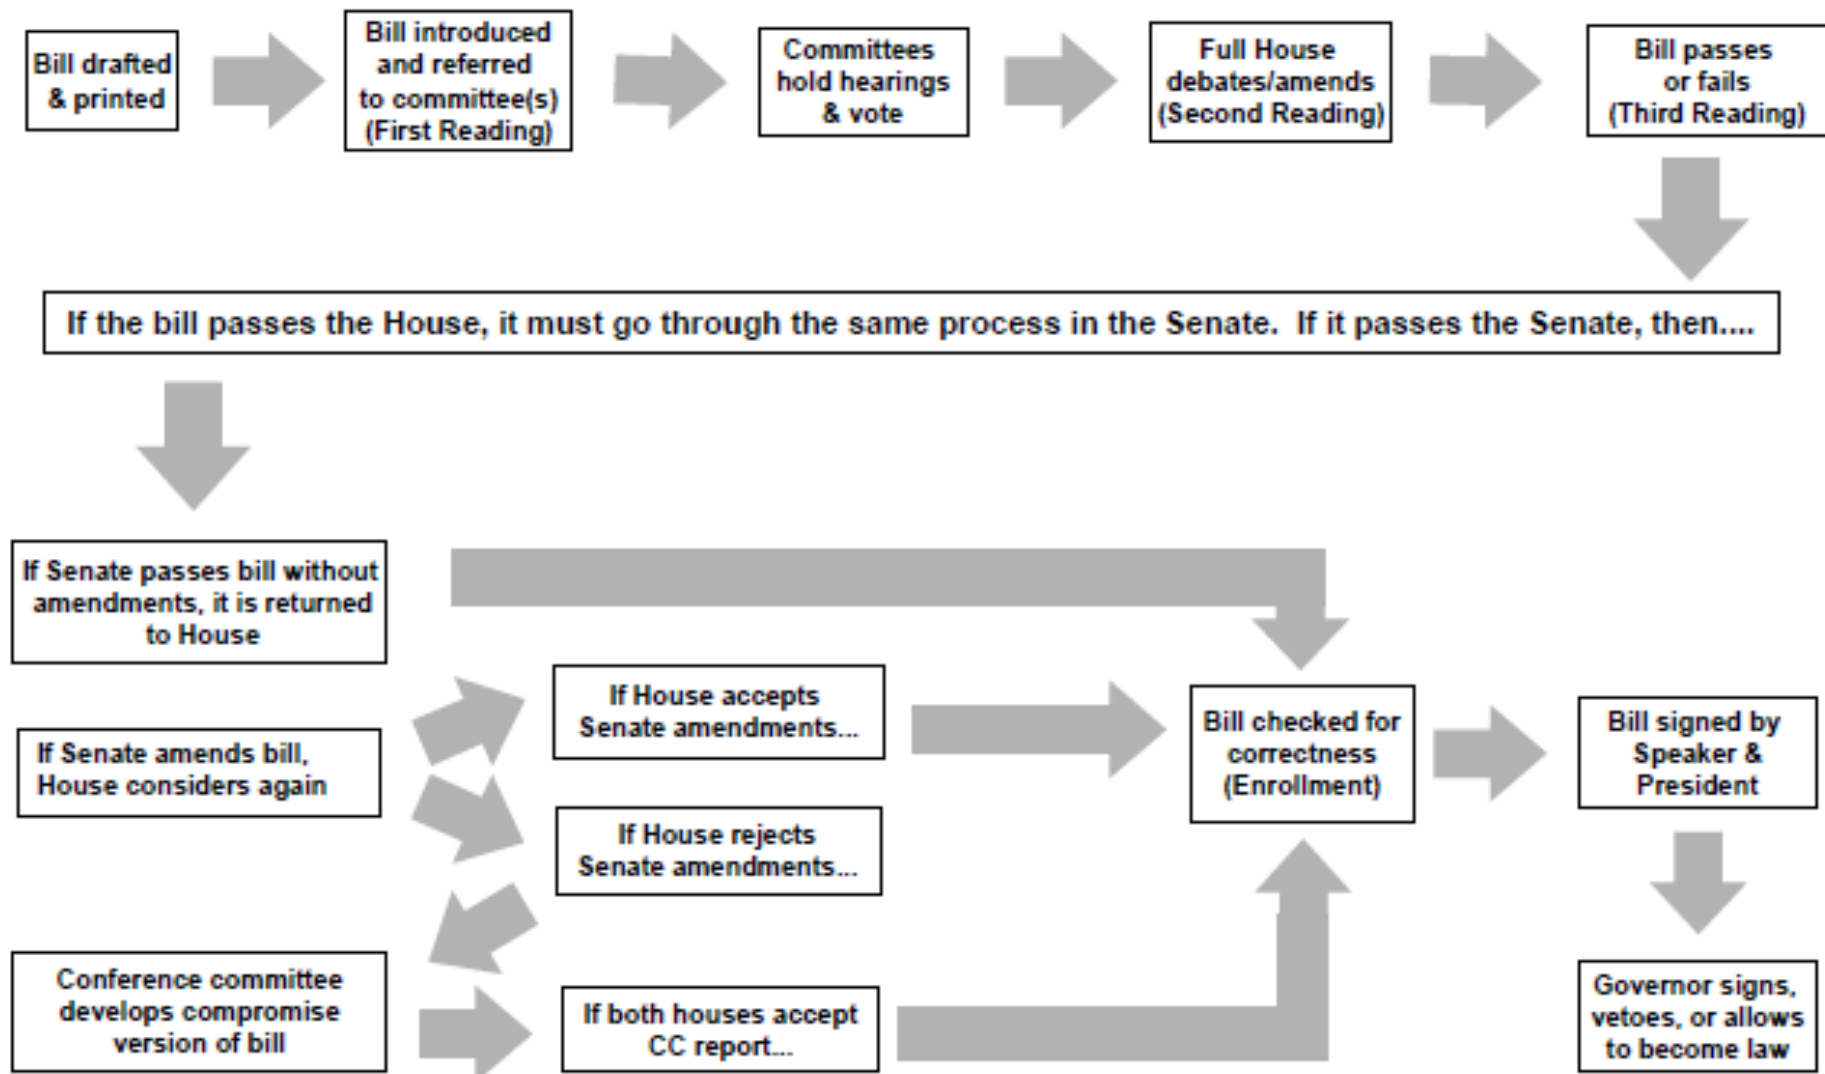 Bill drafted
& printed
Bill introduced
and referred
to committee(s)
(First Reading)
Committees
hold hearings
& vote
Full House
debates/amends
(Second Reading)
Bill passes
or fails
(Third Reading)
If the bill passes the House, it must go through the same process in the Senate.  If it passes the Senate, then....
If Senate passes bill without
amendments, it is returned
to House
If Senate amends bill,
House considers again
If House accepts
Senate amendments...
If House rejects
Senate amendments...
Conference committee
develops compromise
version of bill
If both houses accept
CC report...
Bill checked for
correctness
(Enrollment)
Bill signed by
Speaker &
President
Governor signs,
vetoes, or allows
to become law